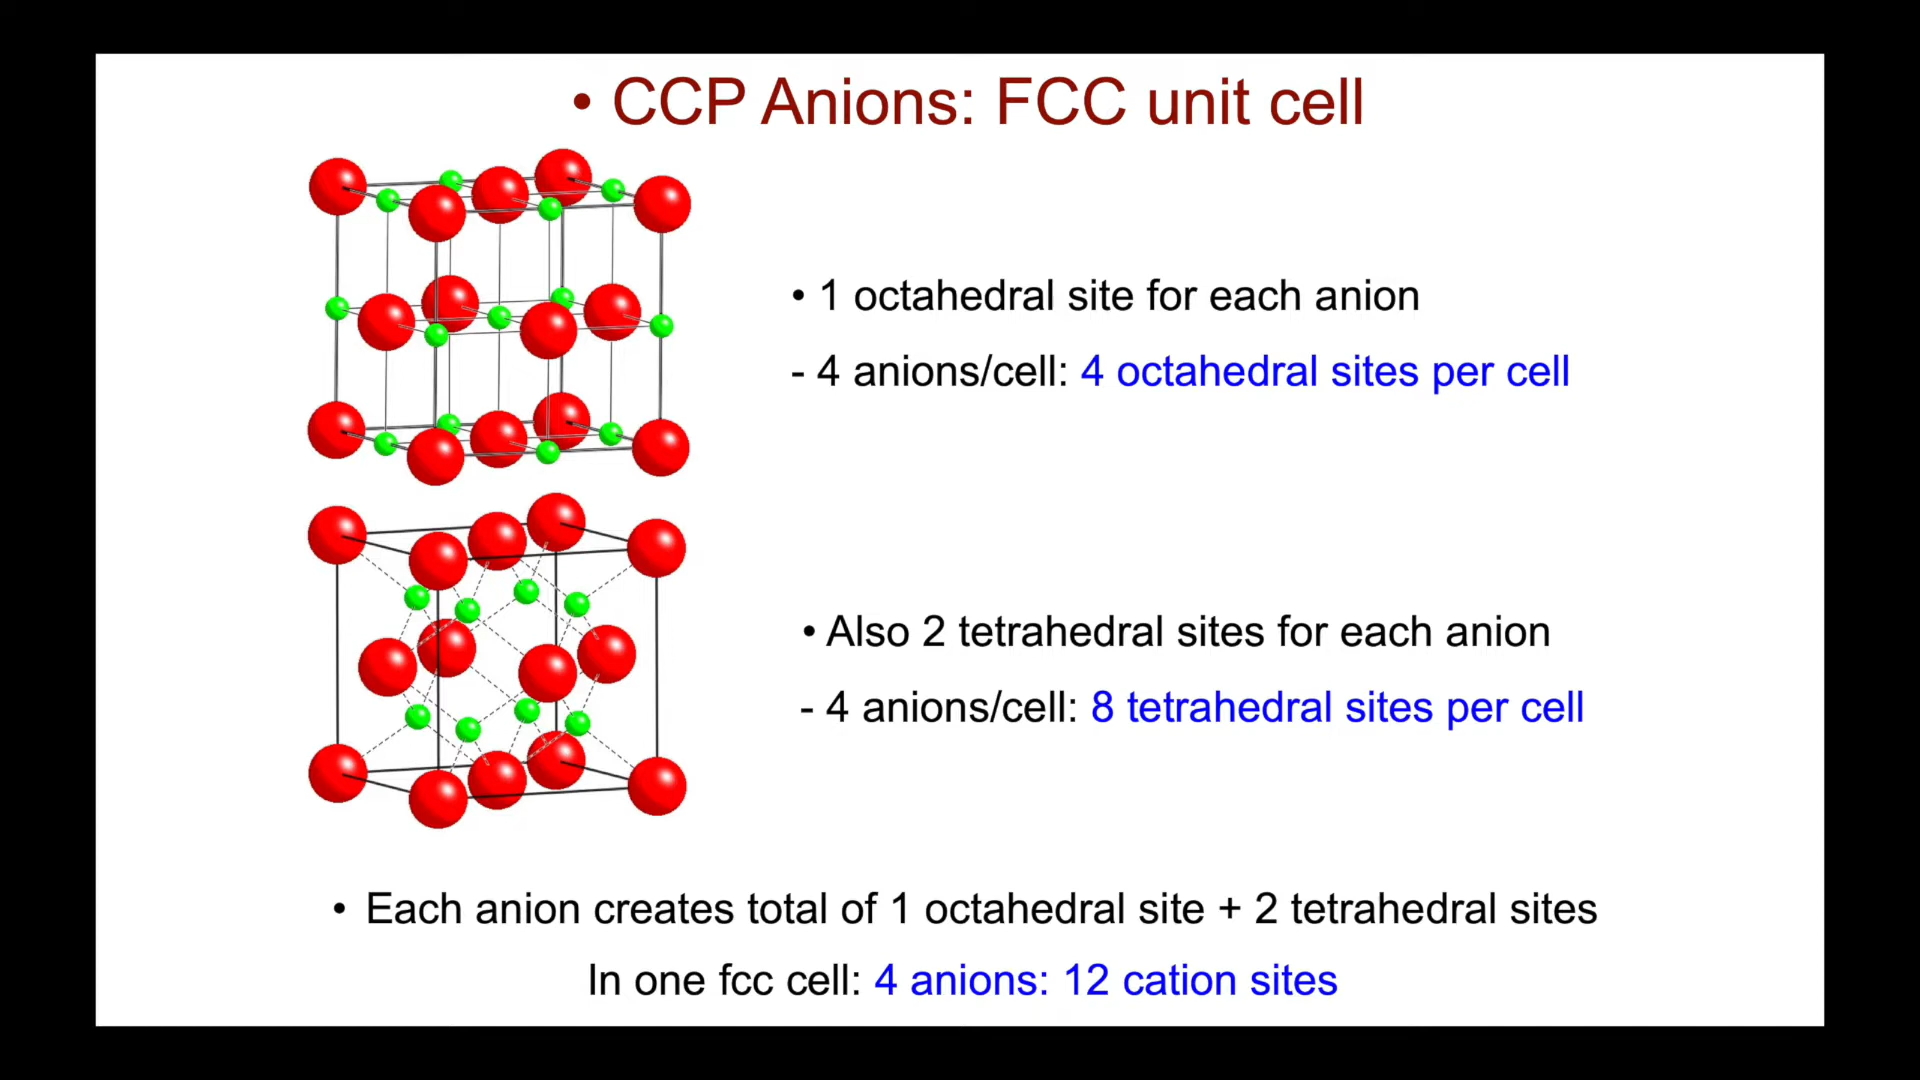 • CCP Anions: FCC unit cell
• 1 octahedral site for each anion
- 4 anions/cell: 4 octahedral sites per cell
• Also 2 tetrahedral sites for each anion
- 4 anions/cell: 8 tetrahedral sites per cell
• Each anion creates total of 1 octahedral site + 2 tetrahedral sites
In one fcc cell: 4 anions: 12 cation sites